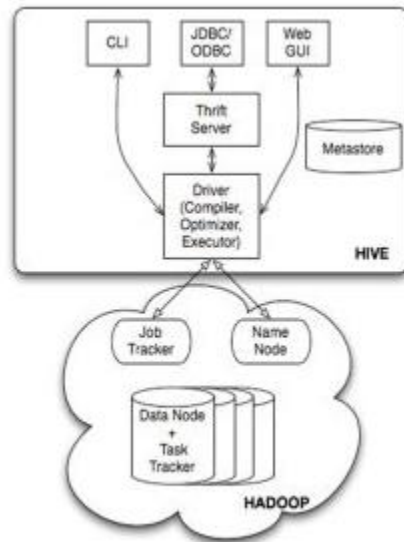 CLI
JDBC/
ODBC
Web
GUI
Thrift
Server
Metastore
Driver
(Compiler,
Optimizer,
Executor)
HIVE
Job
Tracker
Name
Node
Data Node
+
Task
Tracker
HADOOP